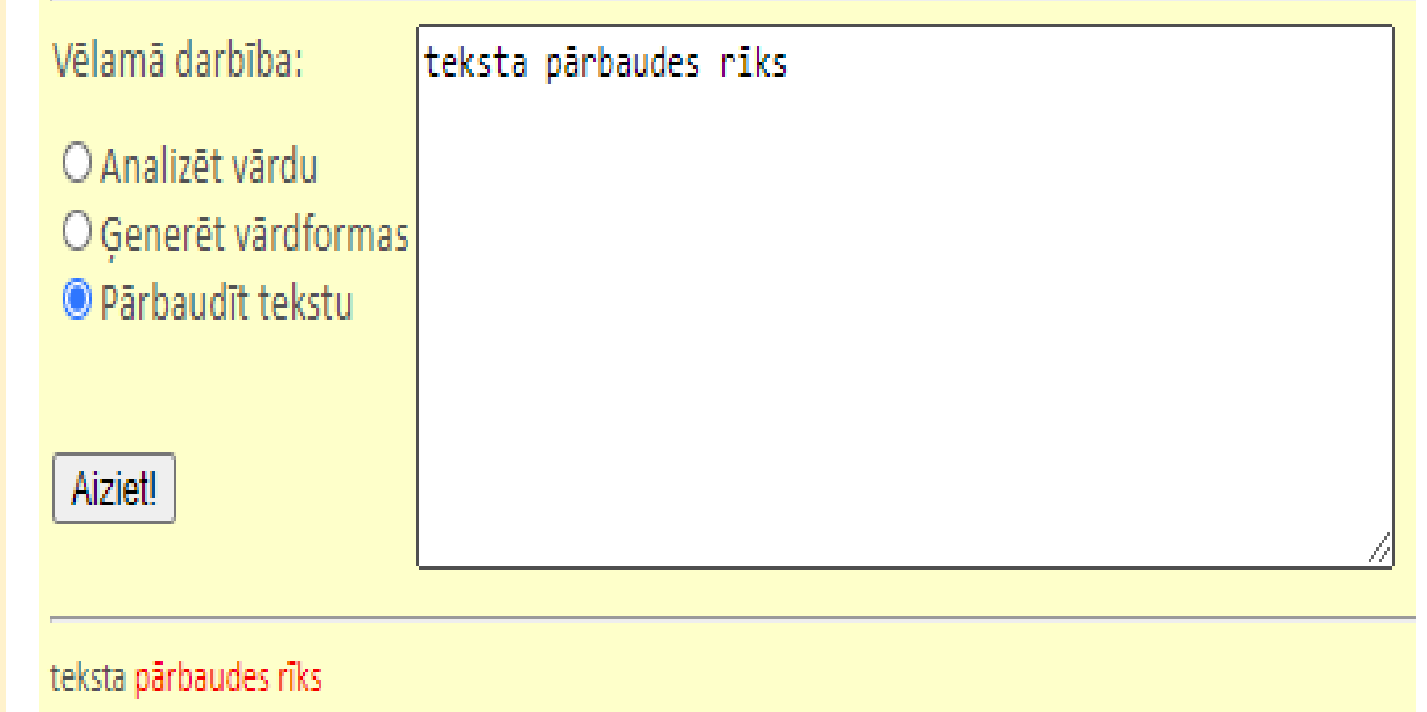 Vēlamā darbība:
teksta pārbaudes rīks
Analizēt vārdu
Ģenerēt vārdformas
Pārbaudīt tekstu
Aiziet!
teksta pārbaudes rīks